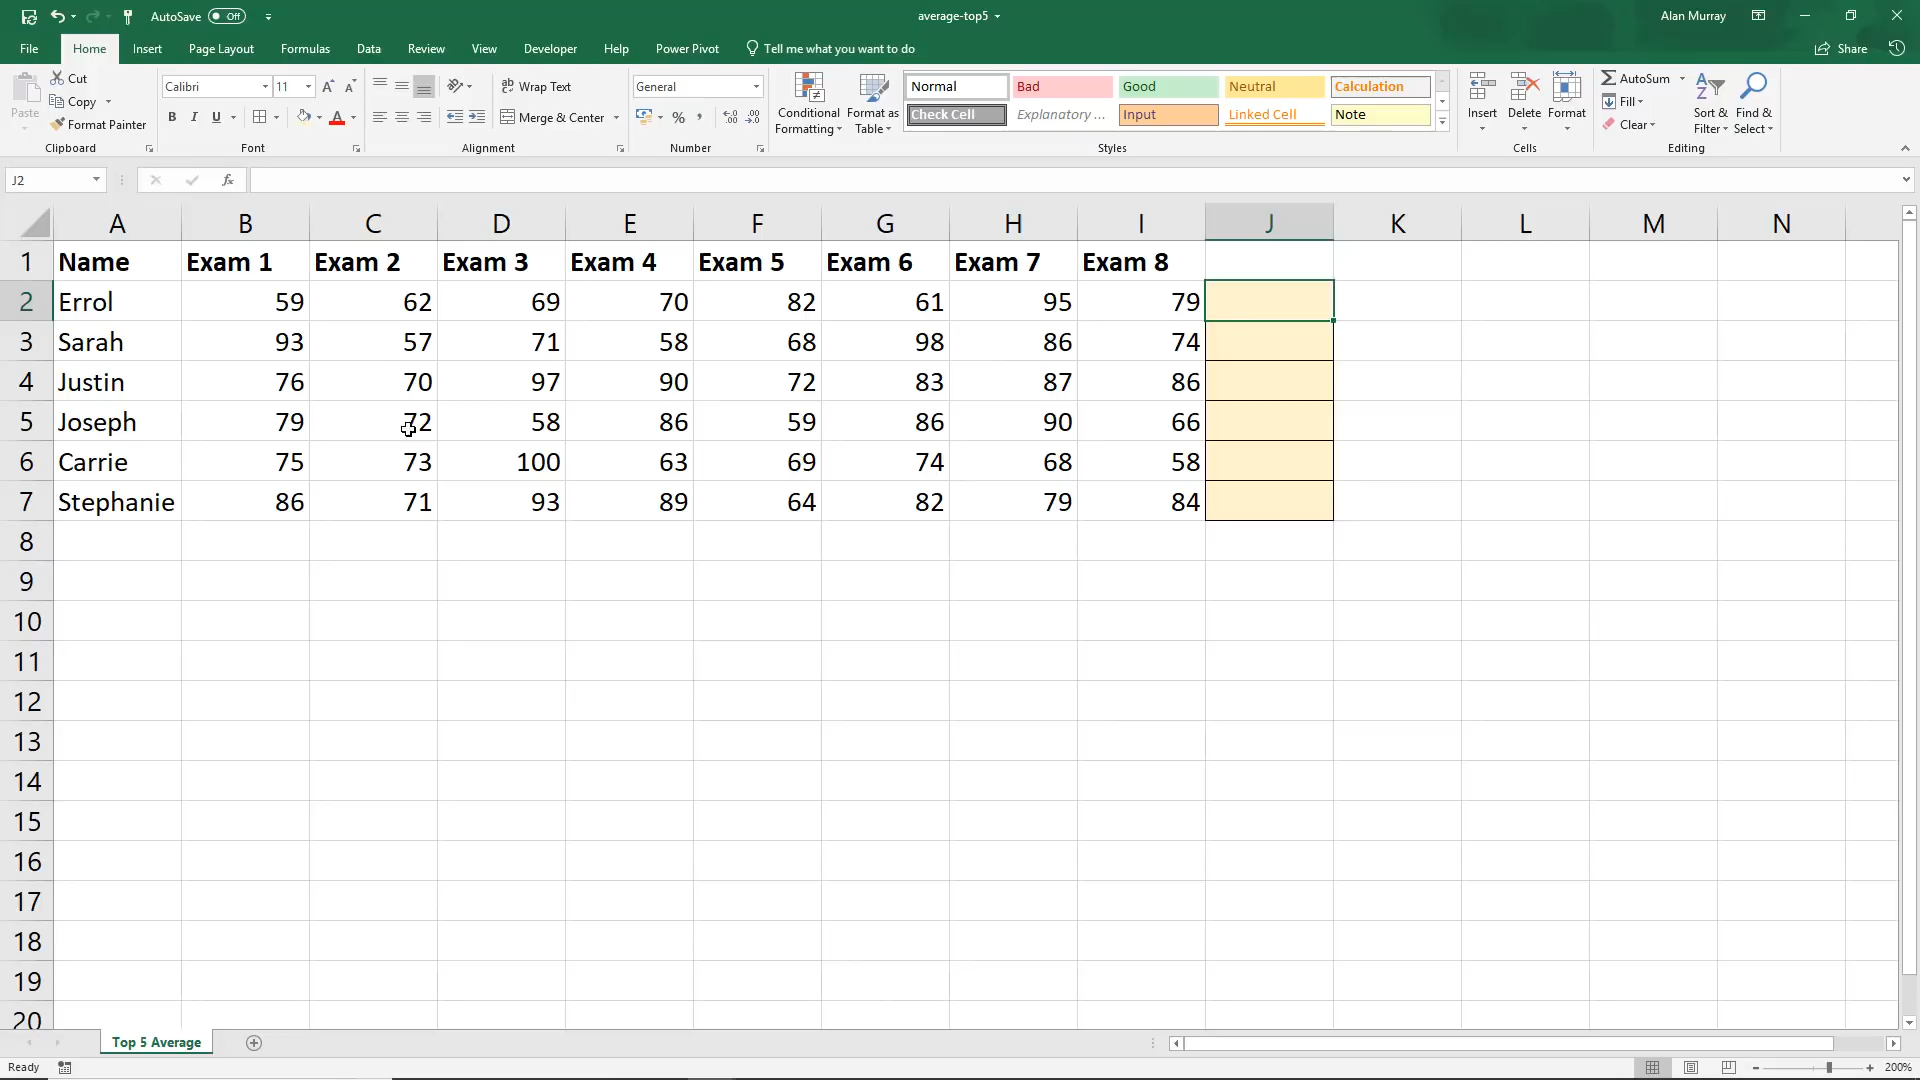 AutoSave Off average-top5 Alan Murray
File Home Insert Page Layout Formulas Data Review View Developer Help Power Pivot Tell me what you want to do Share
Paste Cut Copy Format Painter Clipboard
Calibri 11 A A B I U A Font
ab Wrap Text Merge & Center Alignment
General % , Number
Conditional Formatting Format as Table
Normal Bad Good Neutral Calculation
Check Cell Explanatory ... Input Linked Cell Note
Styles
Insert Delete Format Cells
AutoSum Fill Clear Sort & Filter Find & Select Editing
J2 fx
A B C D E F G H I J K L M N
1 Name Exam 1 Exam 2 Exam 3 Exam 4 Exam 5 Exam 6 Exam 7 Exam 8
2 Errol 59 62 69 70 82 61 95 79
3 Sarah 93 57 71 58 68 98 86 74
4 Justin 76 70 97 90 72 83 87 86
5 Joseph 79 72 58 86 59 86 90 66
6 Carrie 75 73 100 63 69 74 68 58
7 Stephanie 86 71 93 89 64 82 79 84
8
9
10
11
12
13
14
15
16
17
18
19
20
Top 5 Average
Ready 200%